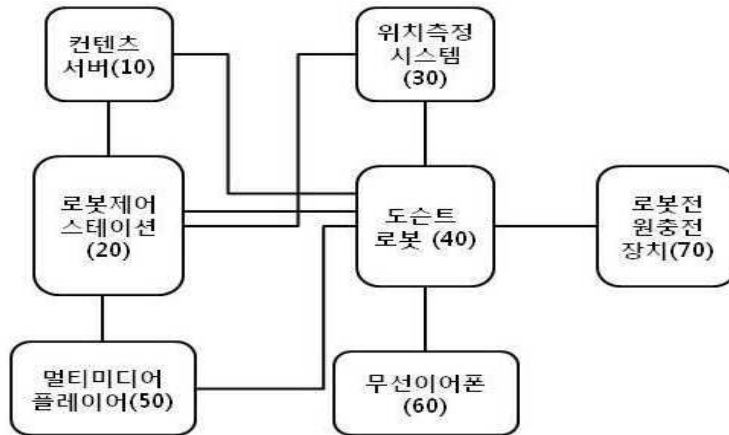 컨텐츠
서버(10)
위치측정
시스템
(30)
로봇제어
스테이션
(20)
도슨트
로봇 (40)
로봇전
원충전
장치(70)
멀티미디어
플레이어(50)
무선이어폰
(60)